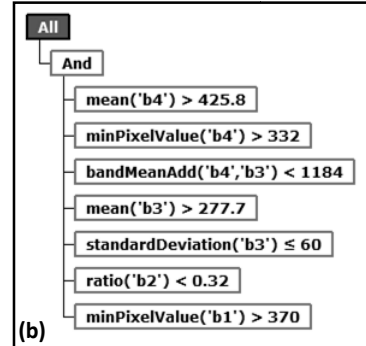 All
And
mean('b4') > 425.8
minPixelValue('b4') > 332
bandMeanAdd('b4','b3') < 1184
mean('b3') > 277.7
standardDeviation('b3') ≤ 60
ratio('b2') < 0.32
minPixelValue('b1') > 370
(b)